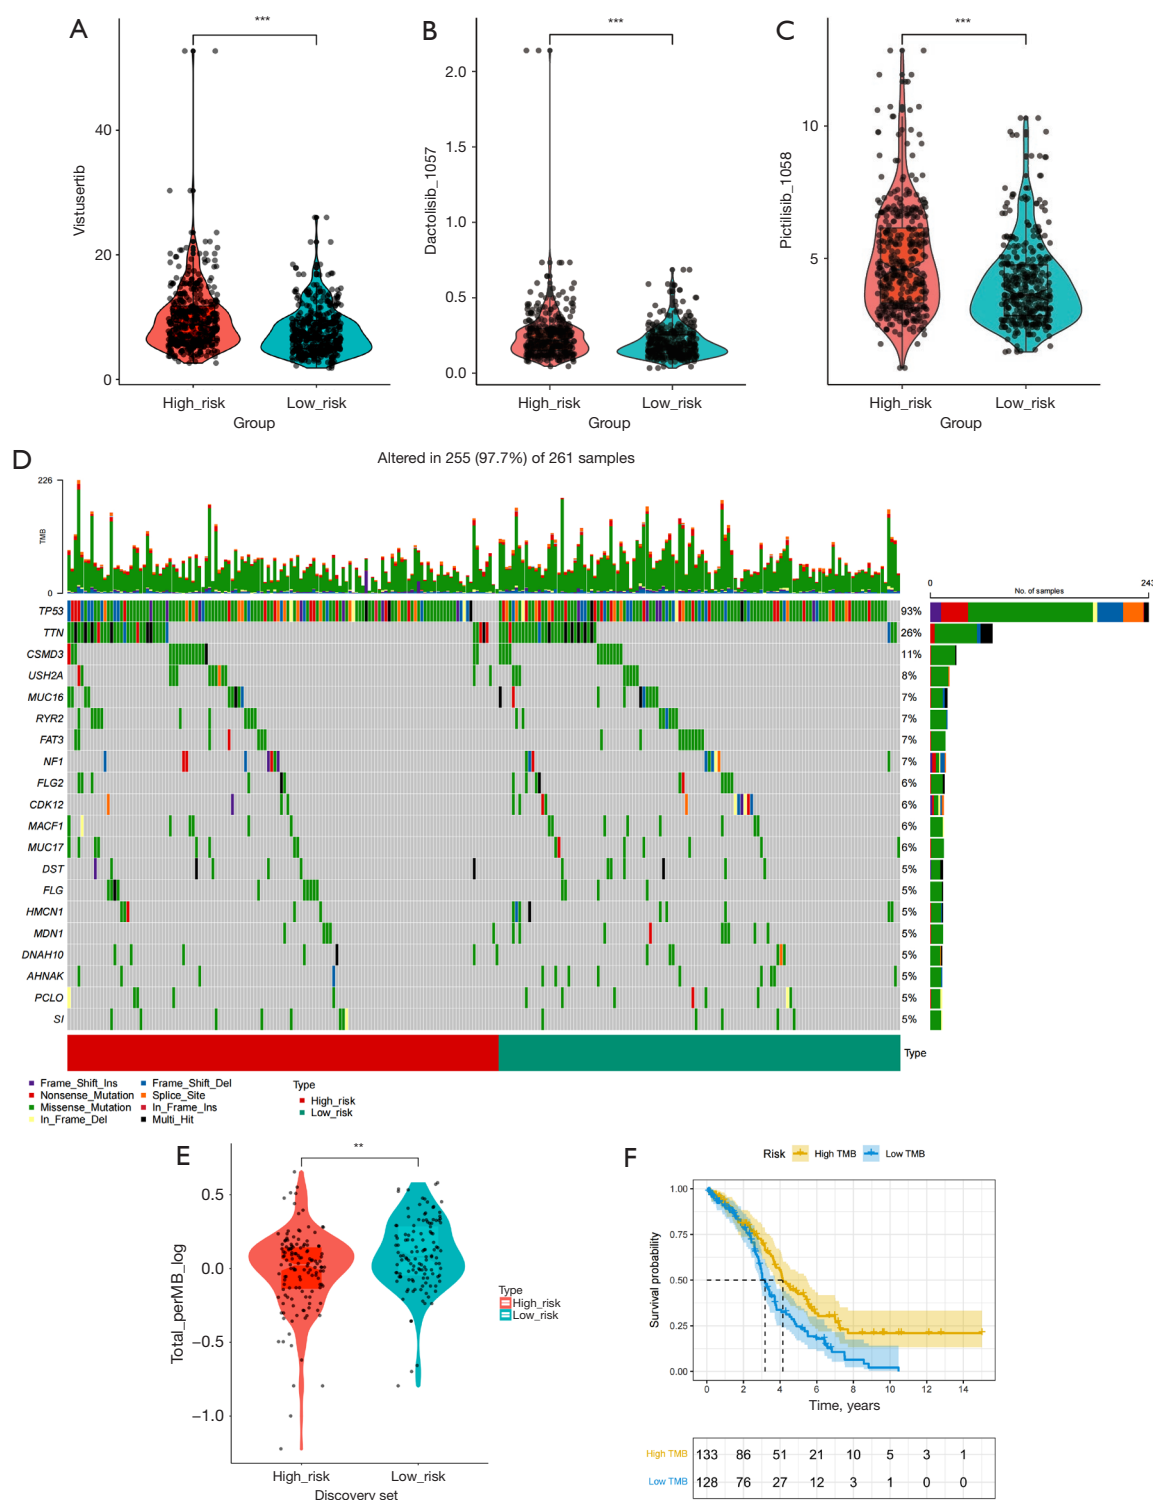 A
B
C
***
***
***
Vistusertib
40
20
0
High_risk
Low_risk
Group
Dactolisib_1057
2.0
1.5
1.0
0.5
0.0
High_risk
Low_risk
Group
Pictilisib_1058
10
5
High_risk
Low_risk
Group
D
Altered in 255 (97.7%) of 261 samples
226
TMB
0
0
243
No. of samples
TP53 93%
TTN 26%
CSMD3 11%
USH2A 8%
MUC16 7%
RYR2 7%
FAT3 7%
NF1 7%
FLG2 6%
CDK12 6%
MACF1 6%
MUC17 6%
DST 5%
FLG 5%
HMCN1 5%
MDN1 5%
DNAH10 5%
AHNAK 5%
PCLO 5%
SI 5%
Type
Frame_Shift_Ins
Nonsense_Mutation
Missense_Mutation
In_Frame_Del
Frame_Shift_Del
Splice_Site
In_Frame_Ins
Multi_Hit
Type
High_risk
Low_risk
E
**
Total_perMB_log
0.5
0.0
−0.5
−1.0
High_risk
Low_risk
Discovery set
Type
High_risk
Low_risk
F
Risk High TMB Low TMB
Survival probability
1.00
0.75
0.50
0.25
0.00
0 2 4 6 8 10 12 14
Time, years
High TMB 133 86 51 21 10 5 3 1
Low TMB 128 76 27 12 3 1 0 0